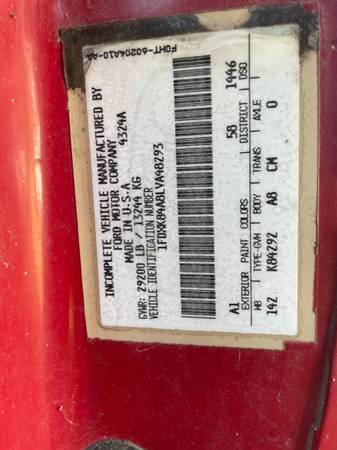 FOHT-60204A10-AA
INCOMPLETE VEHICLE MANUFACTURED BY
FORD MOTOR COMPANY 4324A
MADE IN U.S.A
GVWR: 29200 LB / 13244 KG
VEHICLE IDENTIFICATION NUMBER
1FDXK84A8LVA48293
A1 58 1446
EXTERIOR PAINT COLORS DISTRICT DSO
WB TYPE-GVW BODY TRANS AXLE
142 K84292 A8 CM 0